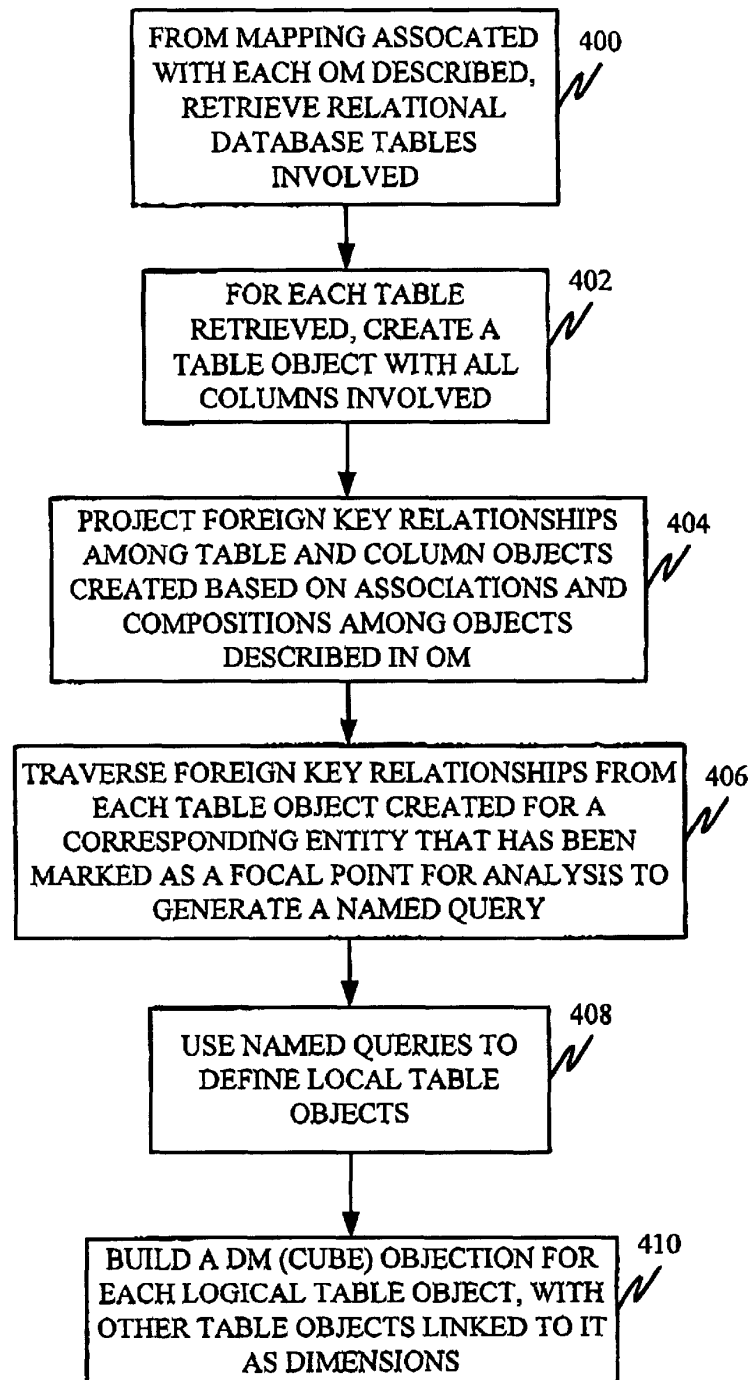 FROM MAPPING ASSOCATED
WITH EACH OM DESCRIBED,
RETRIEVE RELATIONAL
DATABASE TABLES
INVOLVED
400
FOR EACH TABLE
RETRIEVED, CREATE A
TABLE OBJECT WITH ALL
COLUMNS INVOLVED
402
PROJECT FOREIGN KEY RELATIONSHIPS
AMONG TABLE AND COLUMN OBJECTS
CREATED BASED ON ASSOCIATIONS AND
COMPOSITIONS AMONG OBJECTS
DESCRIBED IN OM
404
TRAVERSE FOREIGN KEY RELATIONSHIPS FROM
EACH TABLE OBJECT CREATED FOR A
CORRESPONDING ENTITY THAT HAS BEEN
MARKED AS A FOCAL POINT FOR ANALYSIS TO
GENERATE A NAMED QUERY
406
USE NAMED QUERIES TO
DEFINE LOCAL TABLE
OBJECTS
408
BUILD A DM (CUBE) OBJECTION FOR
EACH LOGICAL TABLE OBJECT, WITH
OTHER TABLE OBJECTS LINKED TO IT
AS DIMENSIONS
410